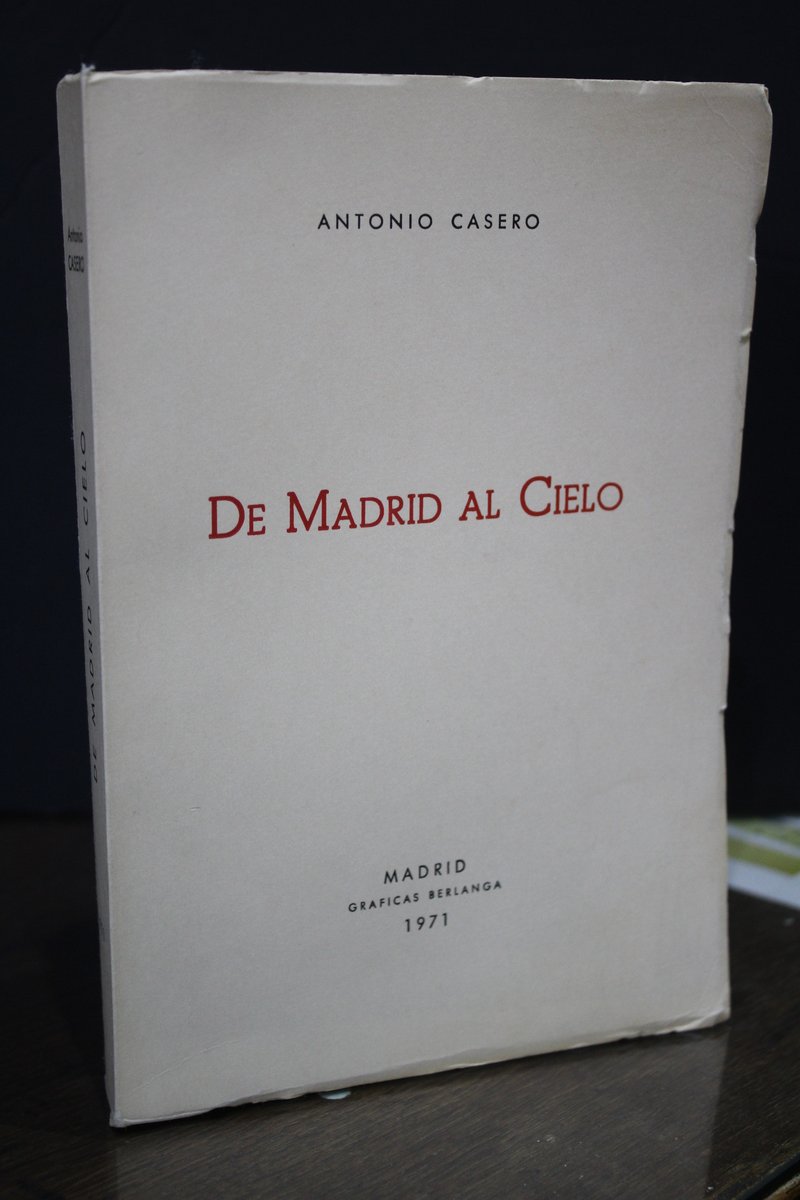 ANTONIO CASERO
DE MADRID AL CIELO
MADRID
GRAFICAS BERLANGA
1971
Antonio
CASERO
DE MADRID AL CIELO